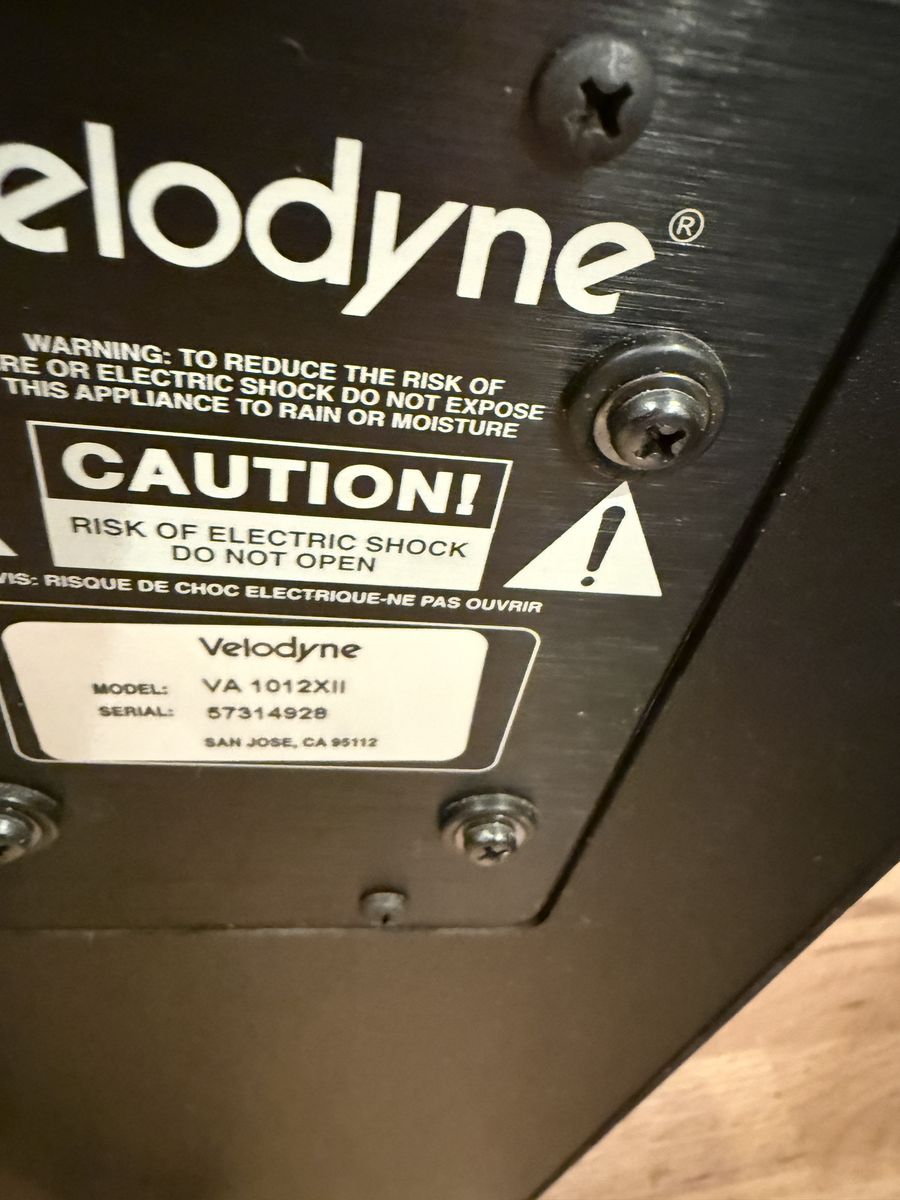 elodyne®
WARNING: TO REDUCE THE RISK OF
RE OR ELECTRIC SHOCK DO NOT EXPOSE
THIS APPLIANCE TO RAIN OR MOISTURE
CAUTION!
RISK OF ELECTRIC SHOCK
DO NOT OPEN
VIS: RISQUE DE CHOC ELECTRIQUE-NE PAS OUVRIR
Velodyne
MODEL: VA 1012XII
SERIAL: 57314928
SAN JOSE, CA 95112